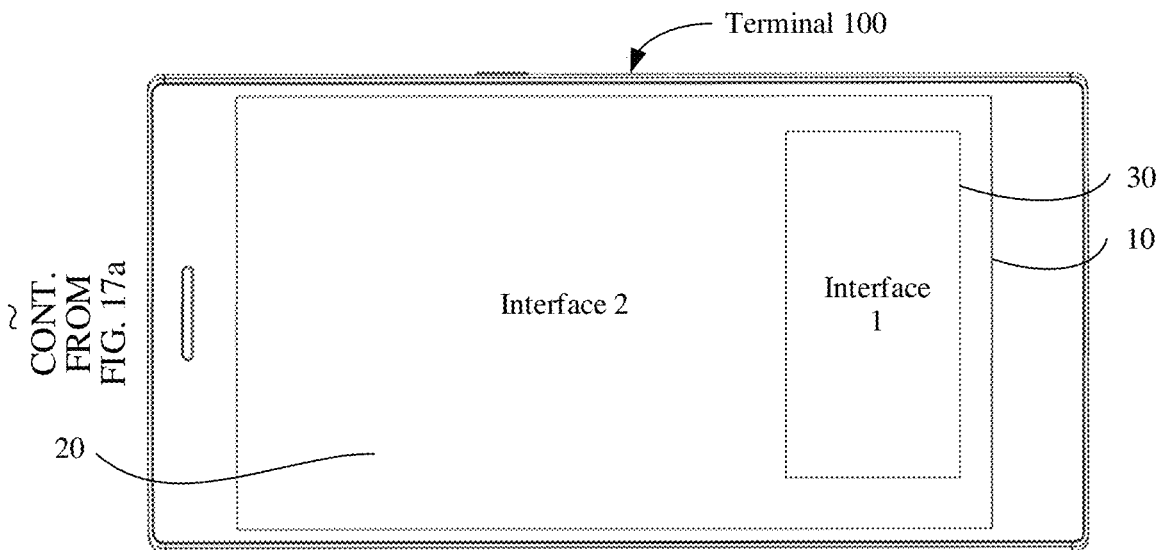 Terminal 100
30
10
Interface 2
Interface
1
~
CONT.
FROM
FIG. 17a
20